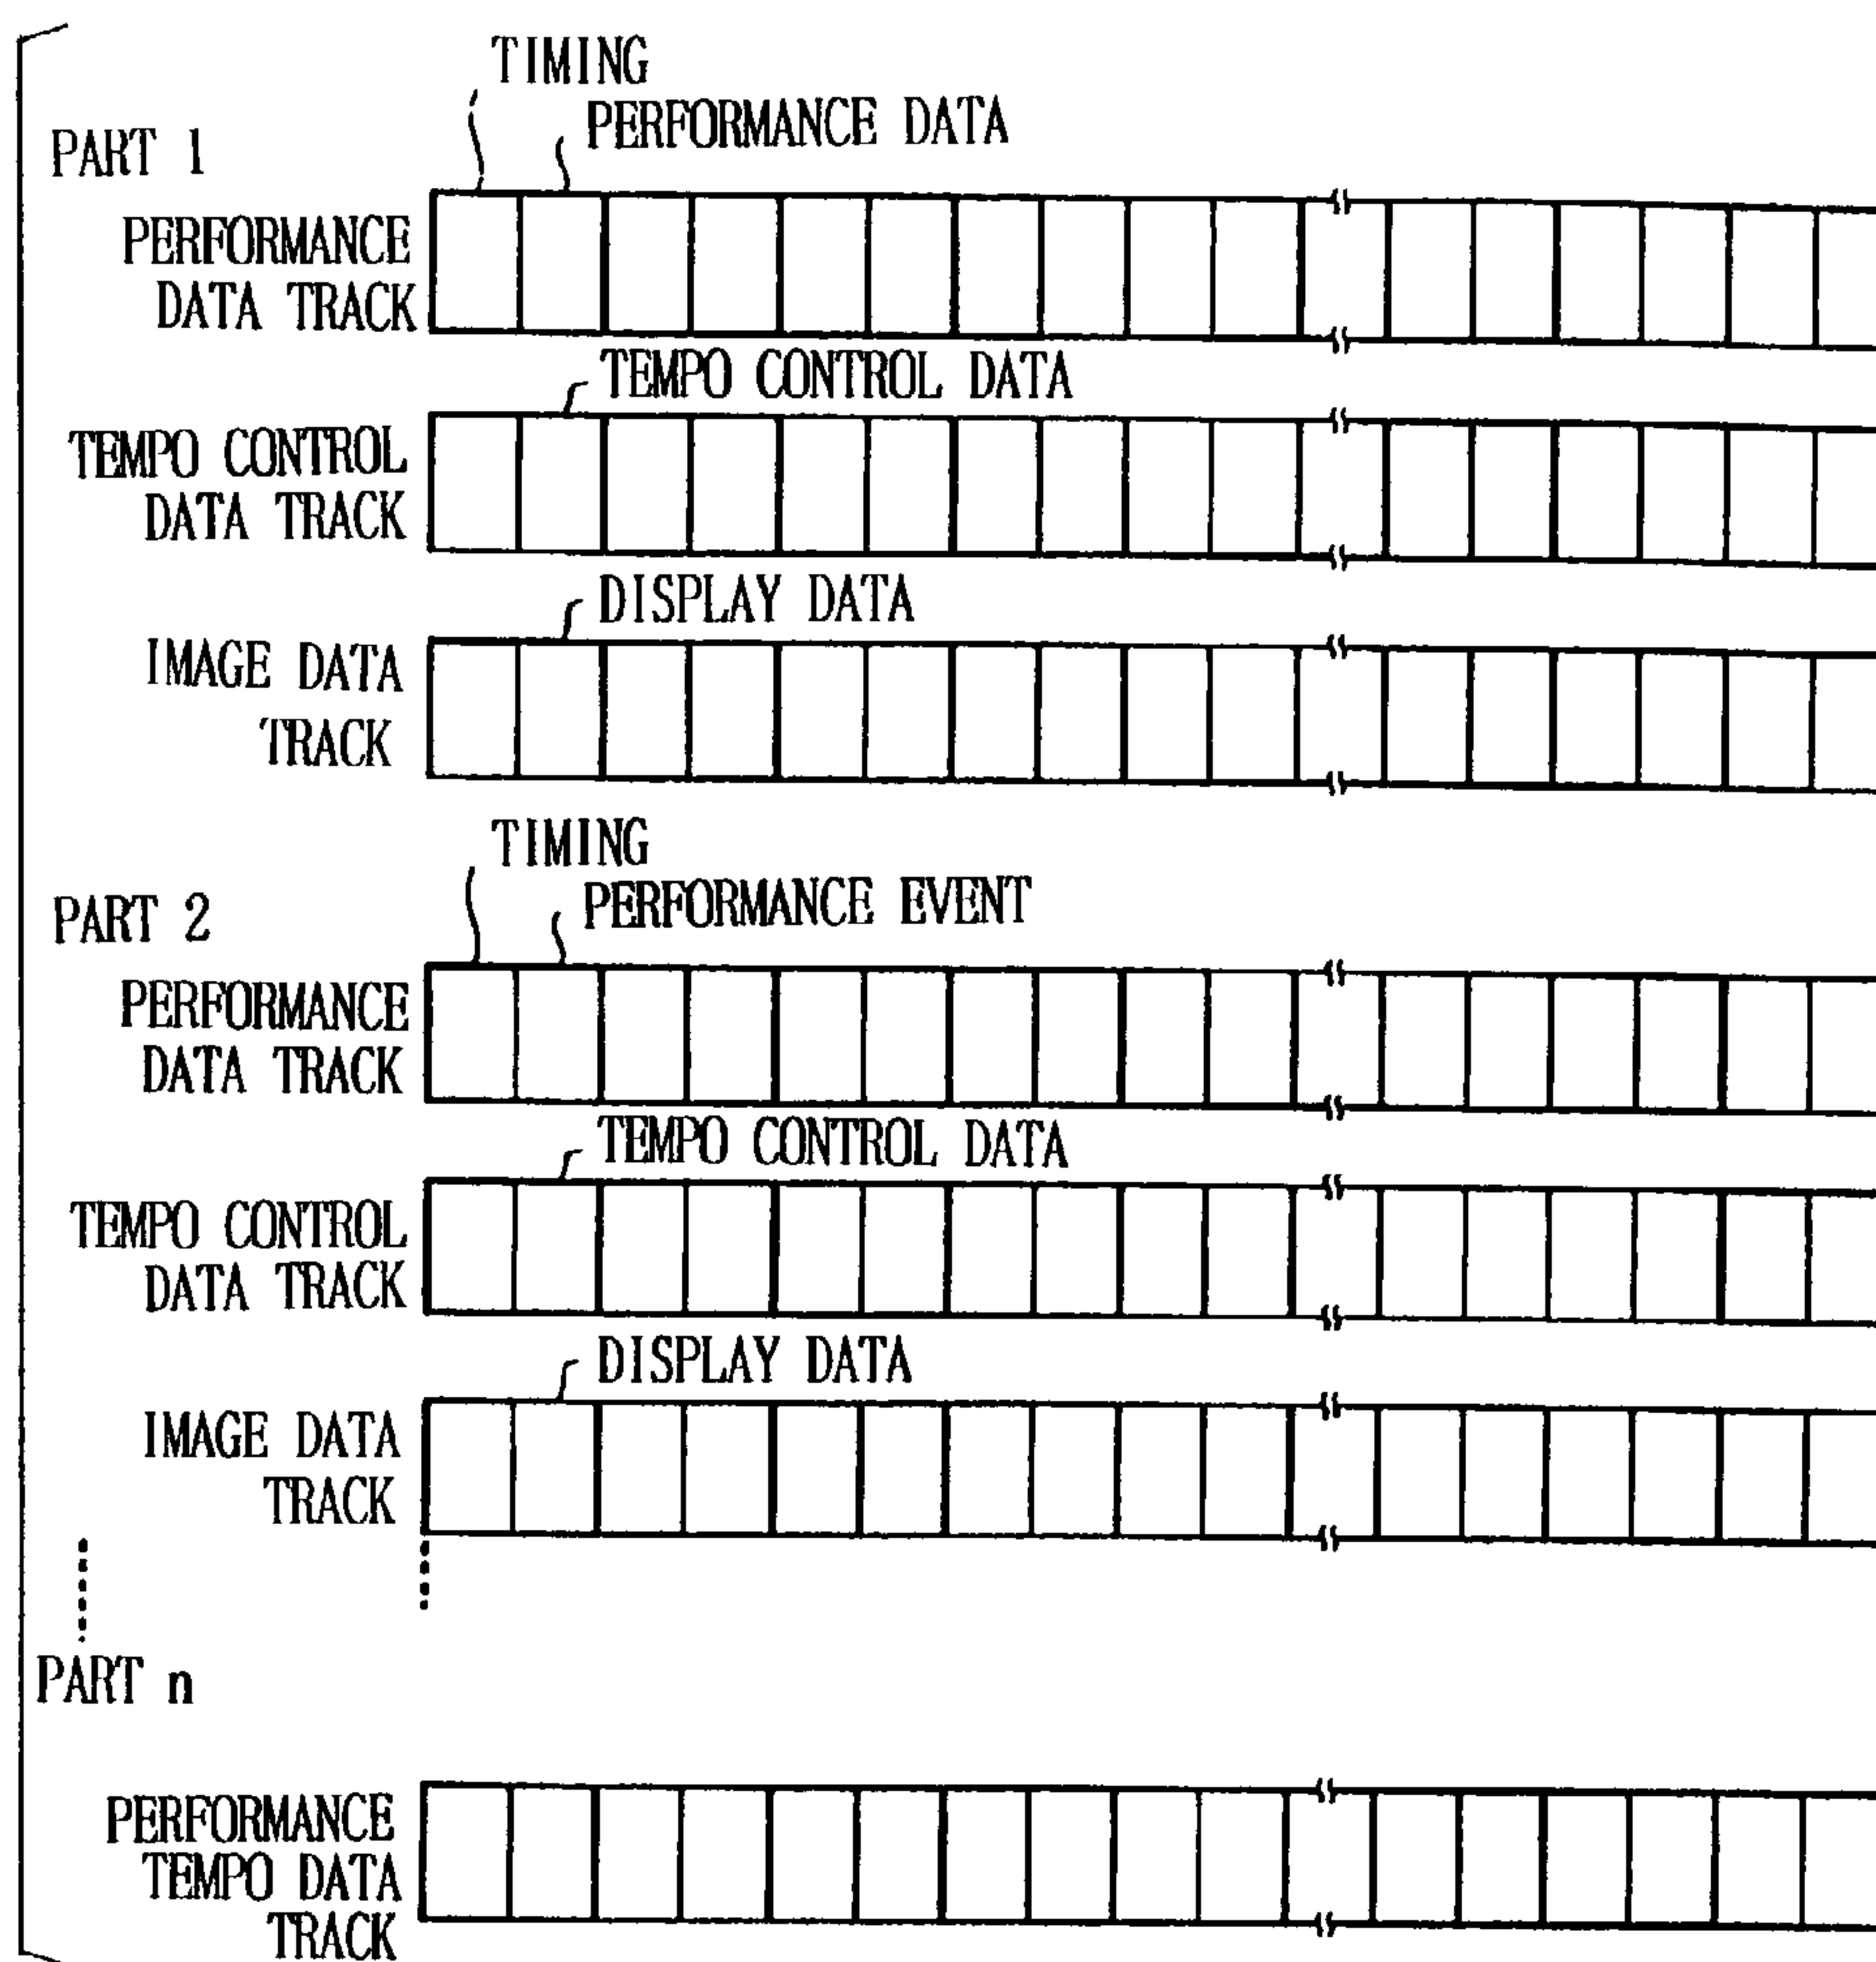 TIMING
PERFORMANCE DATA
PART 1
PERFORMANCE
DATA TRACK
TEMPO CONTROL DATA
TEMPO CONTROL
DATA TRACK
DISPLAY DATA
IMAGE DATA
TRACK
TIMING
PERFORMANCE EVENT
PART 2
PERFORMANCE
DATA TRACK
TEMPO CONTROL DATA
TEMPO CONTROL
DATA TRACK
DISPLAY DATA
IMAGE DATA
TRACK
PART n
PERFORMANCE
TEMPO DATA
TRACK